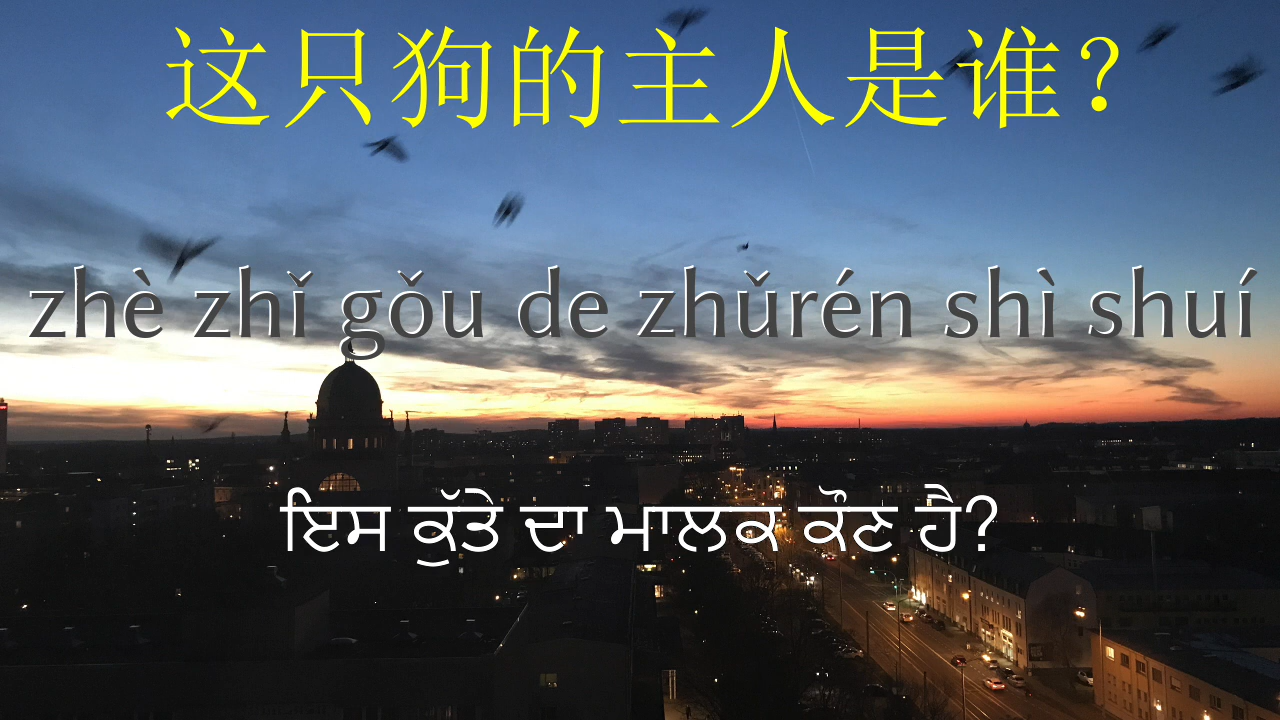 这只狗的主人是谁？
zhè zhǐ gǒu de zhǔrén shì shuí
ਇਸ ਕੁੱਤੇ ਦਾ ਮਾਲਕ ਕੌਣ ਹੈ?